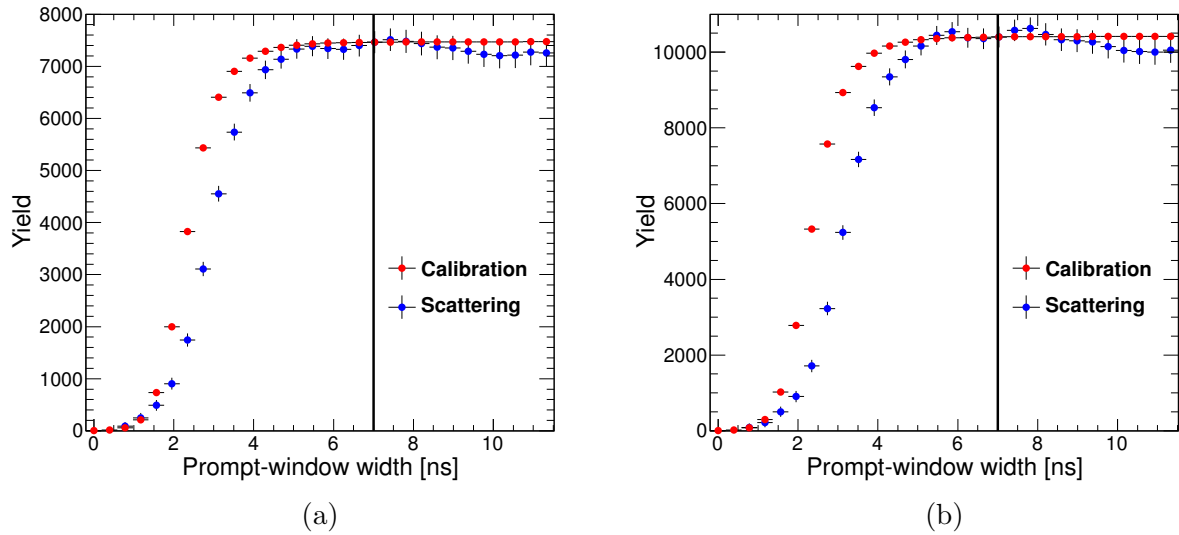 8000
7000
6000
5000
4000
3000
2000
1000
0
Yield
Calibration
Scattering
0 2 4 6 8 10
Prompt-window width [ns]
(a)
10000
8000
6000
4000
2000
0
Yield
Calibration
Scattering
0 2 4 6 8 10
Prompt-window width [ns]
(b)